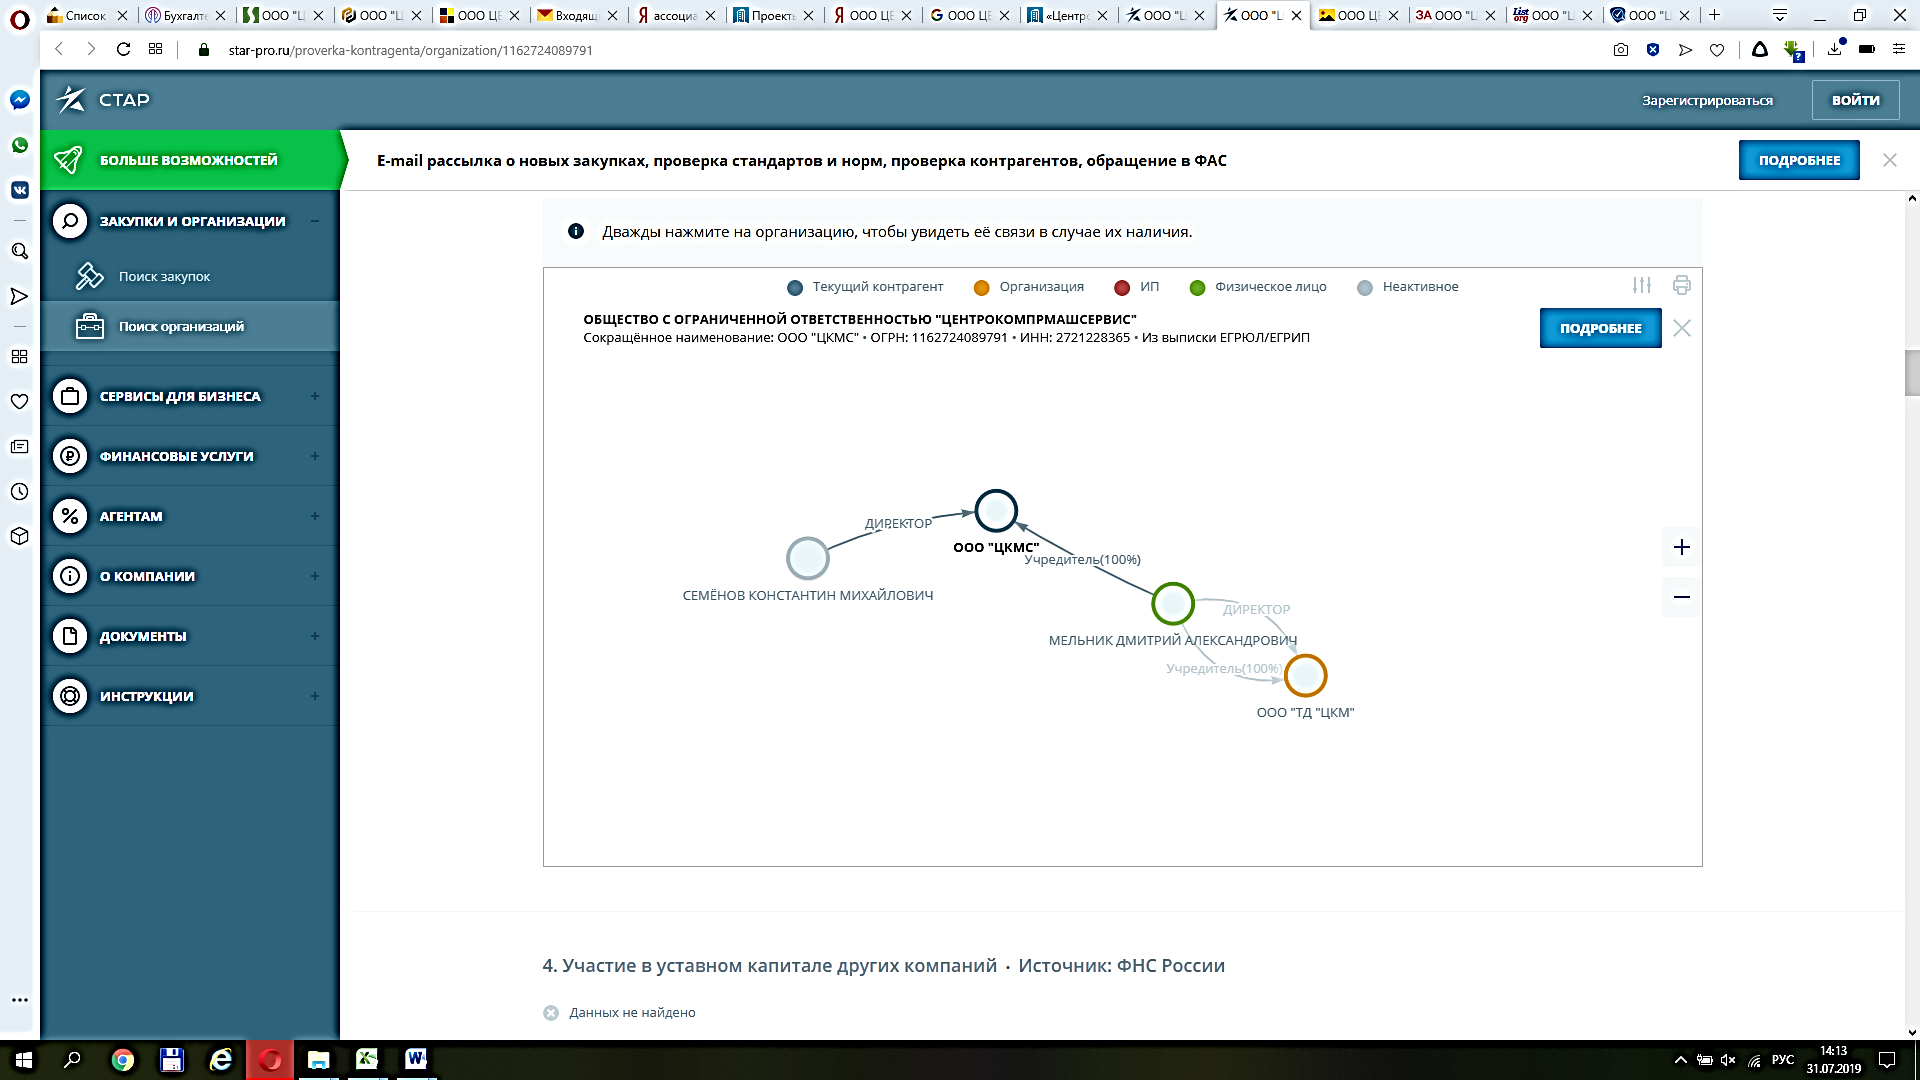 Список
Бухгалте
ООО "Ц
ООО "Ц
ООО ЦЕ
Входящ
ассоциа
Проекть
ООО ЦЕ
ООО ЦЕ
«Центро
ООО "Ц
ООО "Ц
ООО ЦЕ
ЗА ООО "Ц
List org ООО "Ц
ООО "Ц
star-pro.ru/proverka-kontragenta/organization/1162724089791
СТАР
Зарегистрироваться
ВОЙТИ
БОЛЬШЕ ВОЗМОЖНОСТЕЙ
E-mail рассылка о новых закупках, проверка стандартов и норм, проверка контрагентов, обращение в ФАС
ПОДРОБНЕЕ
ЗАКУПКИ И ОРГАНИЗАЦИИ
Поиск закупок
Поиск организаций
СЕРВИСЫ ДЛЯ БИЗНЕСА
ФИНАНСОВЫЕ УСЛУГИ
АГЕНТАМ
О КОМПАНИИ
ДОКУМЕНТЫ
ИНСТРУКЦИИ
Дважды нажмите на организацию, чтобы увидеть её связи в случае их наличия.
Текущий контрагент
Организация
ИП
Физическое лицо
Неактивное
ОБЩЕСТВО С ОГРАНИЧЕННОЙ ОТВЕТСТВЕННОСТЬЮ "ЦЕНТРОКОМПРМАШСЕРВИС"
Сокращённое наименование: ООО "ЦКМС" • ОГРН: 1162724089791 • ИНН: 2721228365 • Из выписки ЕГРЮЛ/ЕГРИП
ПОДРОБНЕЕ
ДИРЕКТОР
ООО "ЦКМС"
Учредитель(100%)
СЕМЁНОВ КОНСТАНТИН МИХАЙЛОВИЧ
ДИРЕКТОР
МЕЛЬНИК ДМИТРИЙ АЛЕКСАНДРОВИЧ
Учредитель(100%)
ООО "ТД "ЦКМ"
4. Участие в уставном капитале других компаний • Источник: ФНС России
Данных не найдено
РУС
14:13
31.07.2019